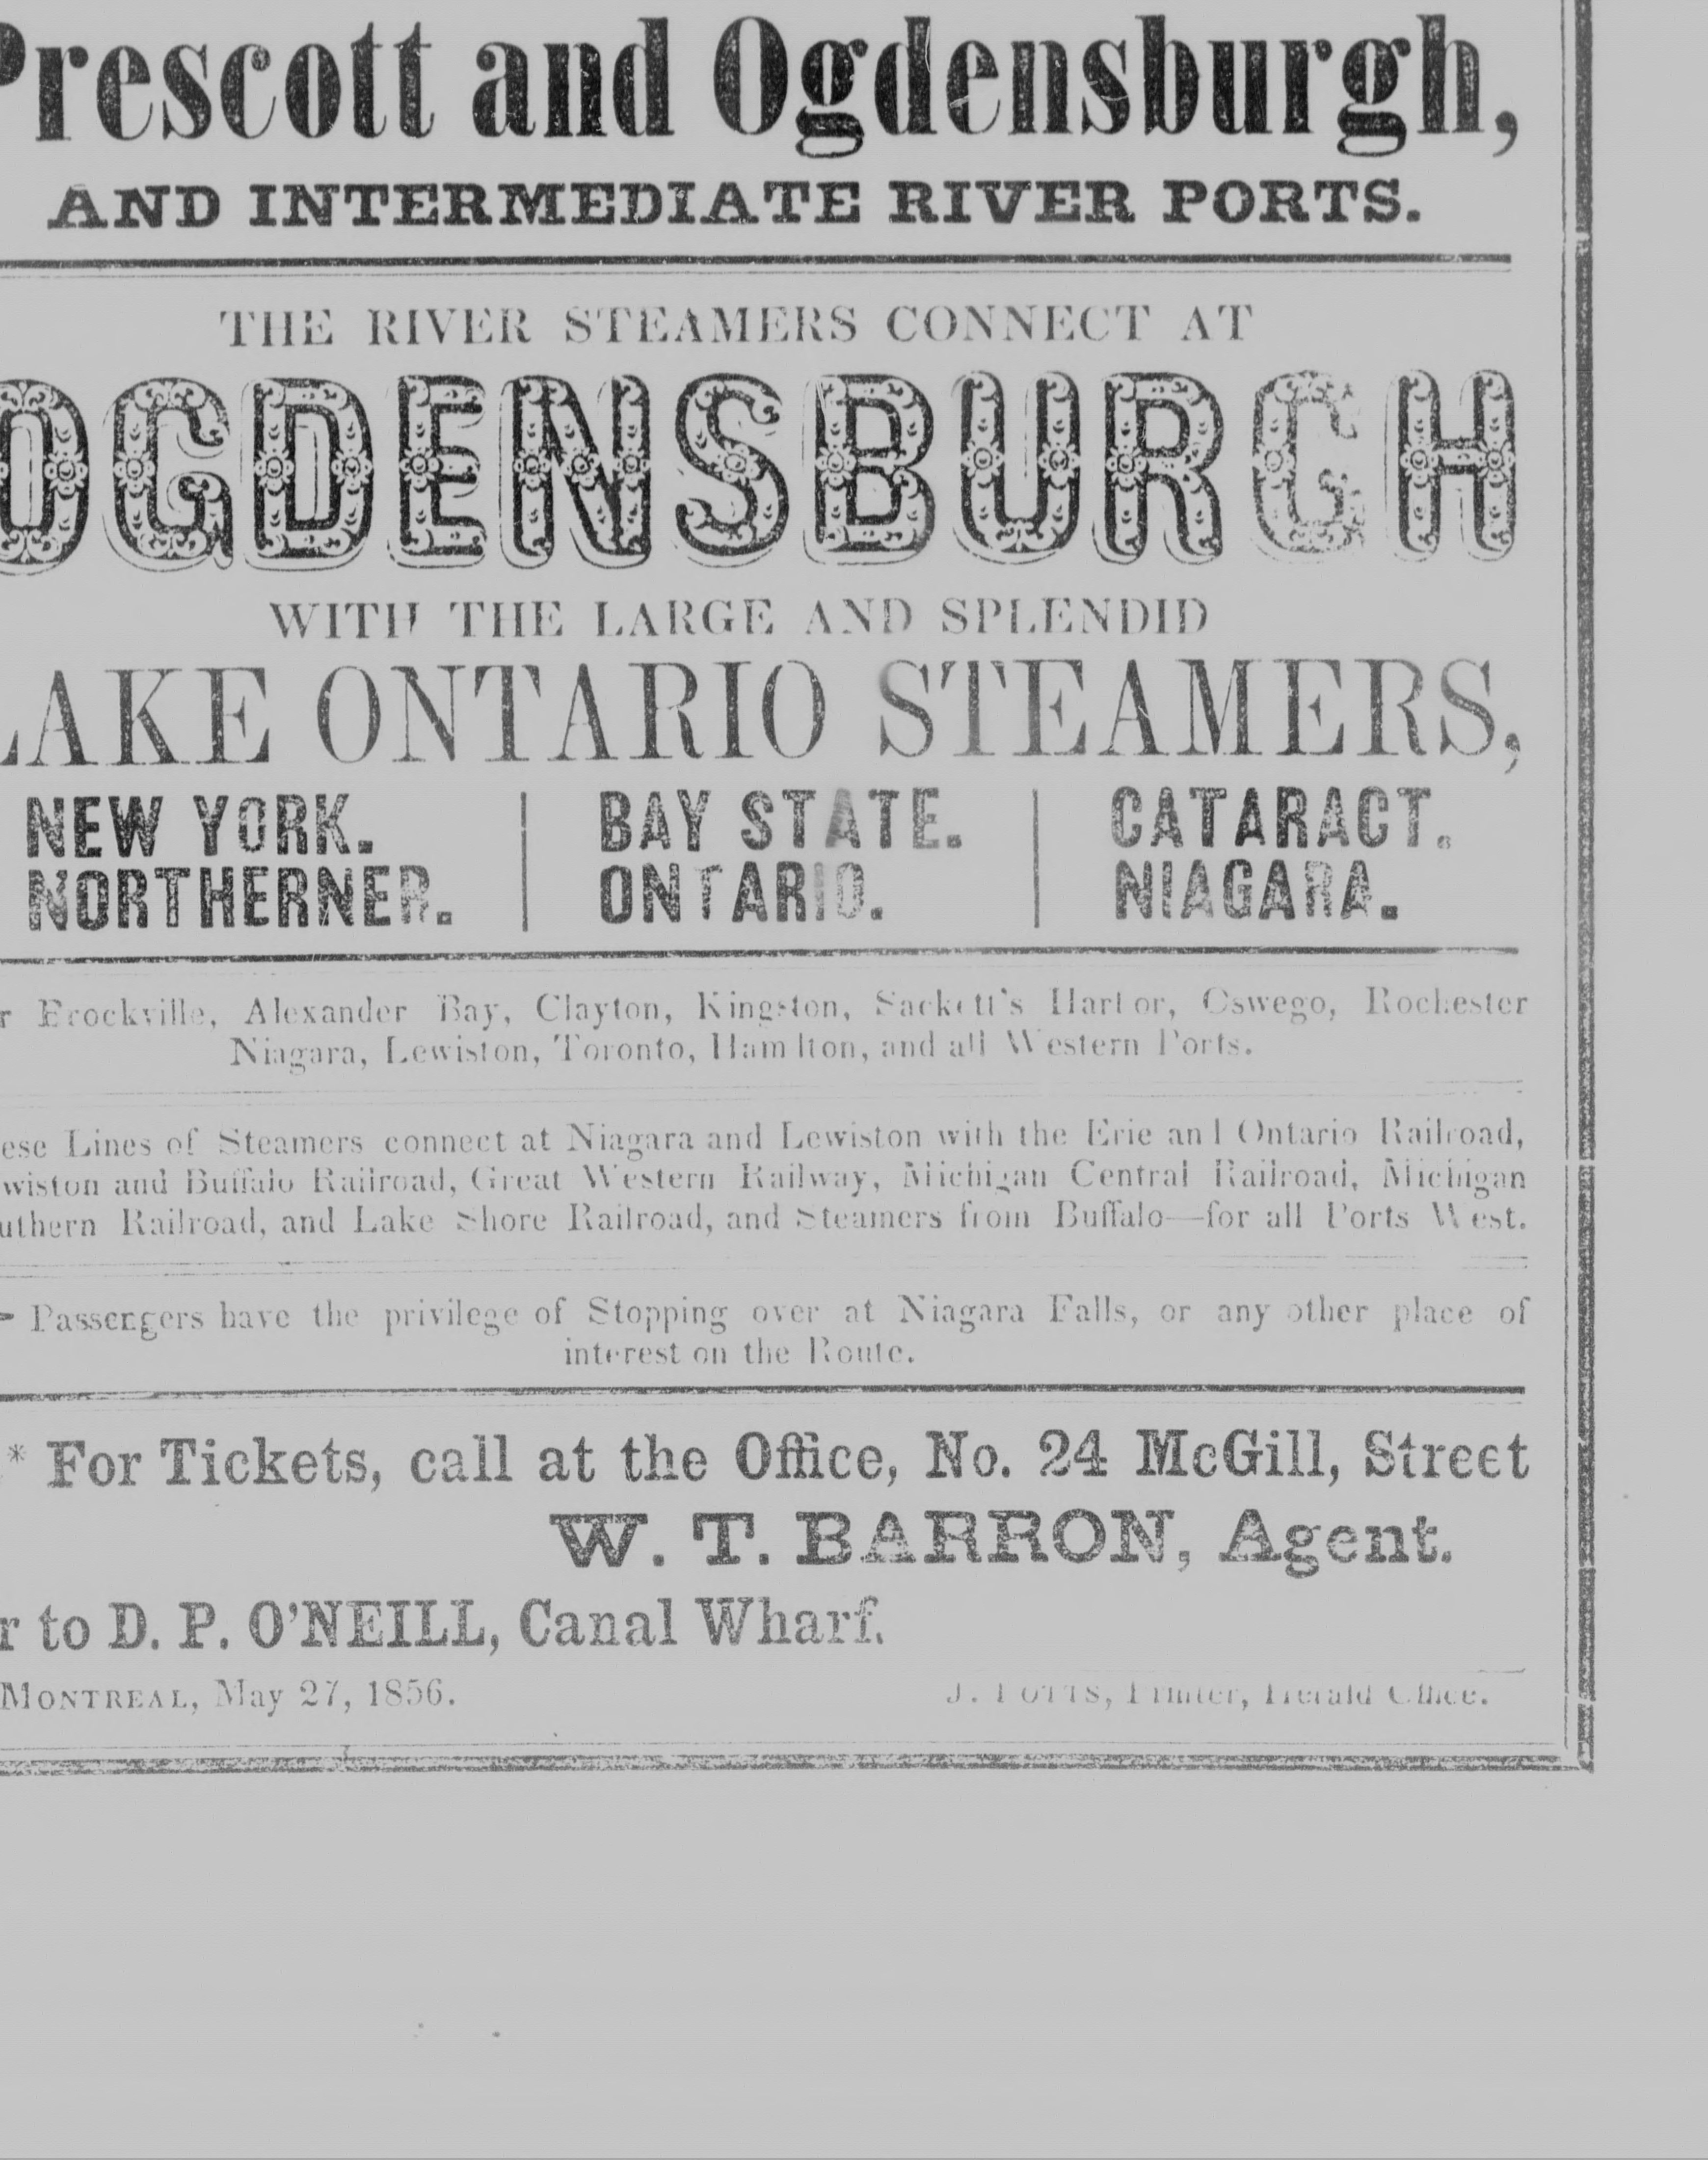 Prescott and Ogdensburgh,
AND INTERMEDIATE RIVER PORTS.
THE RIVER STEAMERS CONNECT AT
OGDENSBURGH
WITH THE LARGE AND SPLENDID
LAKE ONTARIO STEAMERS,
NEW YORK. BAY STATE. CATARACT.
NORTHERNER. ONTARIO. NIAGARA.
r Brockville, Alexander Bay, Clayton, Kingston, Sackett's Harbor, Oswego, Rochester
Niagara, Lewiston, Toronto, Hamilton, and all Western Ports.
ese Lines of Steamers connect at Niagara and Lewiston with the Erie and Ontario Railroad,
wiston and Buffalo Railroad, Great Western Railway, Michigan Central Railroad, Michigan
uthern Railroad, and Lake Shore Railroad, and Steamers from Buffalo—for all Ports West.
Passengers have the privilege of Stopping over at Niagara Falls, or any other place of
interest on the Route.
* For Tickets, call at the Office, No. 24 McGill, Street
W. T. BARRON, Agent.
r to D. P. O'NEILL, Canal Wharf.
MONTREAL, May 27, 1856.
J. POTTS, Printer, Herald Office.